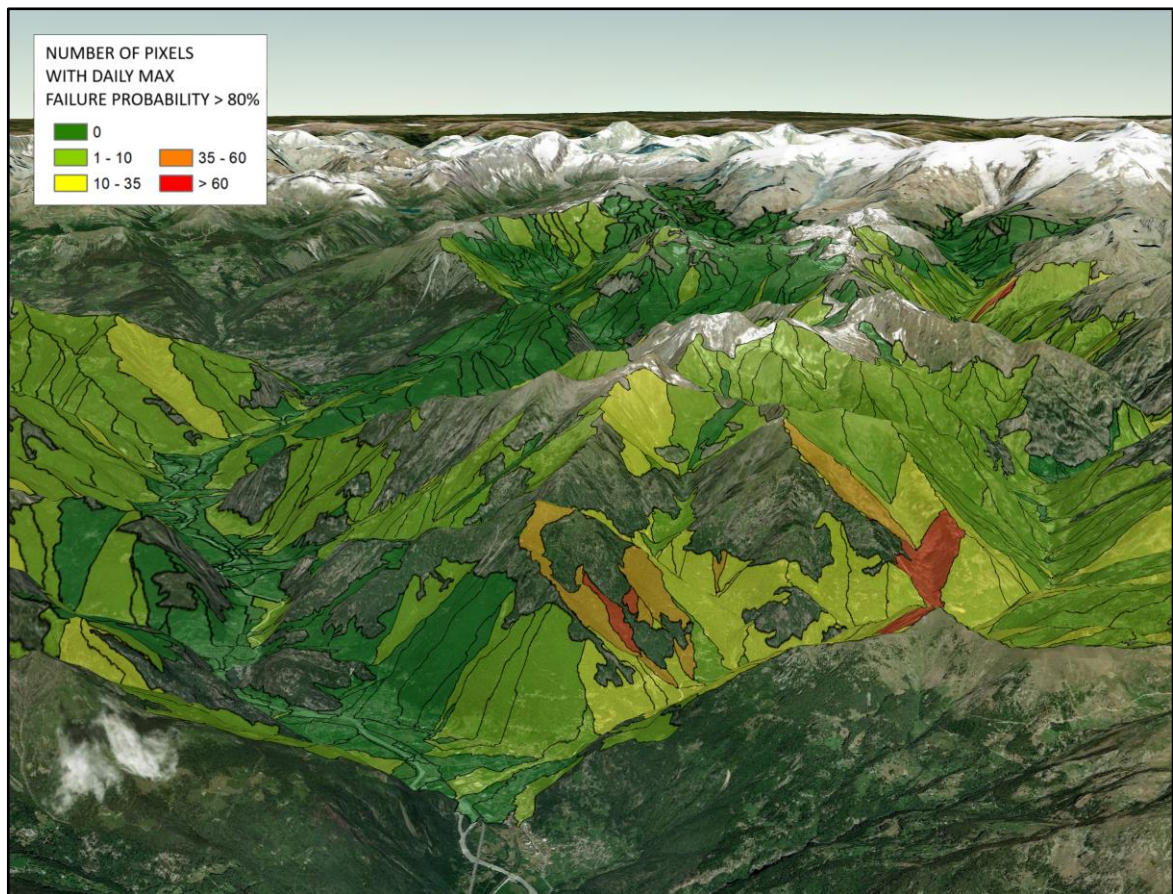 NUMBER OF PIXELS
WITH DAILY MAX
FAILURE PROBABILITY > 80%
0
1 - 10
35 - 60
10 - 35
> 60